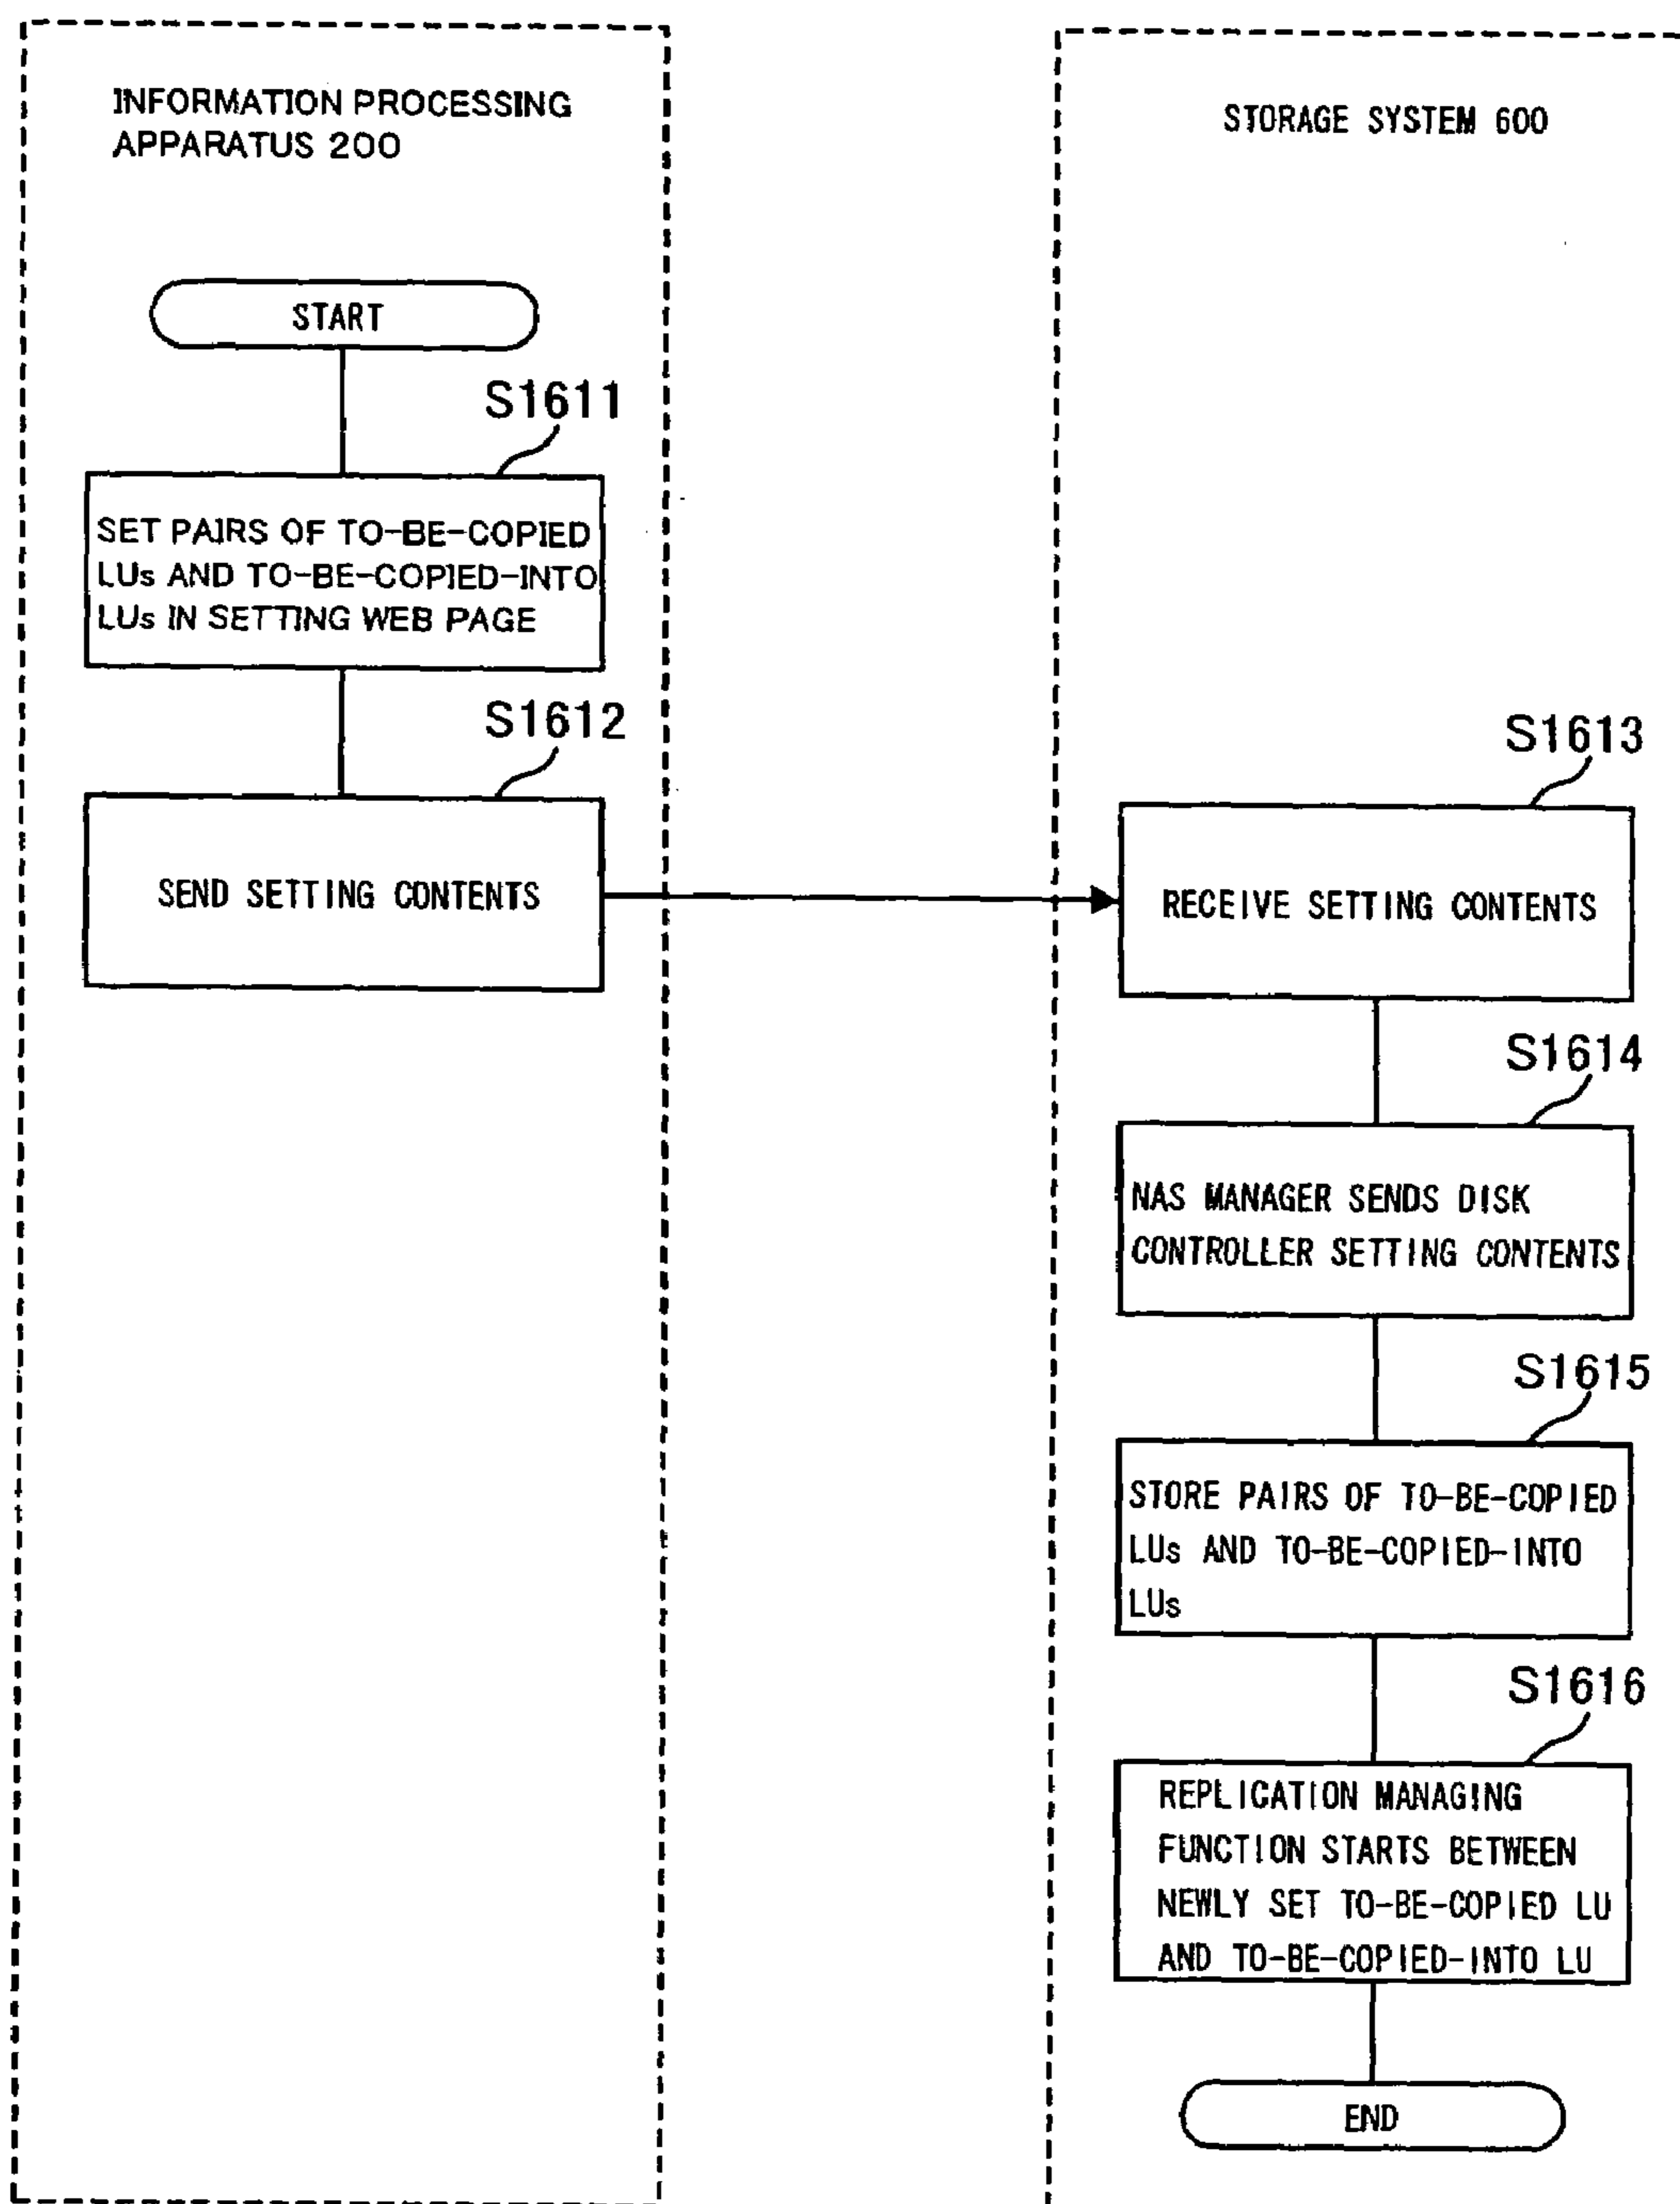 INFORMATION PROCESSING
APPARATUS 200
START
S1611
SET PAIRS OF TO-BE-COPIED
LUs AND TO-BE-COPIED-INTO
LUs IN SETTING WEB PAGE
S1612
SEND SETTING CONTENTS
STORAGE SYSTEM 600
S1613
RECEIVE SETTING CONTENTS
S1614
NAS MANAGER SENDS DISK
CONTROLLER SETTING CONTENTS
S1615
STORE PAIRS OF TO-BE-COPIED
LUs AND TO-BE-COPIED-INTO
LUs
S1616
REPLICATION MANAGING
FUNCTION STARTS BETWEEN
NEWLY SET TO-BE-COPIED LU
AND TO-BE-COPIED-INTO LU
END